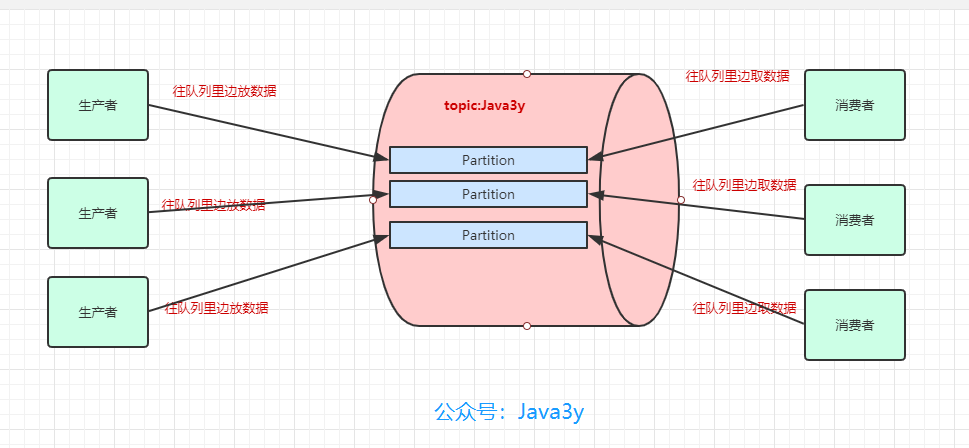 生产者
往队列里边放数据
topic:Java3y
往队列里边取数据
消费者
Partition
生产者
往队列里边放数据
Partition
往队列里边取数据
消费者
Partition
生产者
往队列里边放数据
往队列里边取数据
消费者
公众号：Java3y